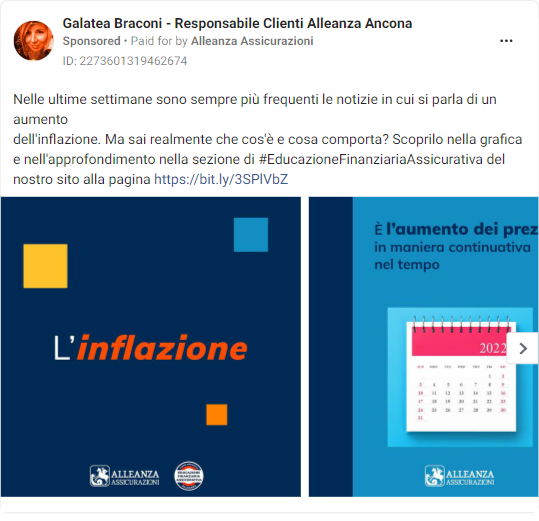 Galatea Braconi - Responsabile Clienti Alleanza Ancona
Sponsored • Paid for by Alleanza Assicurazioni
ID: 2273601319462674
Nelle ultime settimane sono sempre più frequenti le notizie in cui si parla di un
aumento
dell'inflazione. Ma sai realmente che cos'è e cosa comporta? Scoprilo nella grafica
e nell'approfondimento nella sezione di #EducazioneFinanziariaAssicurativa del
nostro sito alla pagina https://bit.ly/3SPlVbZ
L'inflazione
ALLEANZA
ASSICURAZIONI
EDUCAZIONE
FINANZIARIA
ASSICURATIVA
È l'aumento dei prez
in maniera continuativa
nel tempo
2022
1 2
3 4 5 6 7 8 9
10 11 12 13 14 15 16
17 18 19 20 21 22 23
24 25 26 27 28 29 30
31
ALLEANZA
ASSICURAZIONI